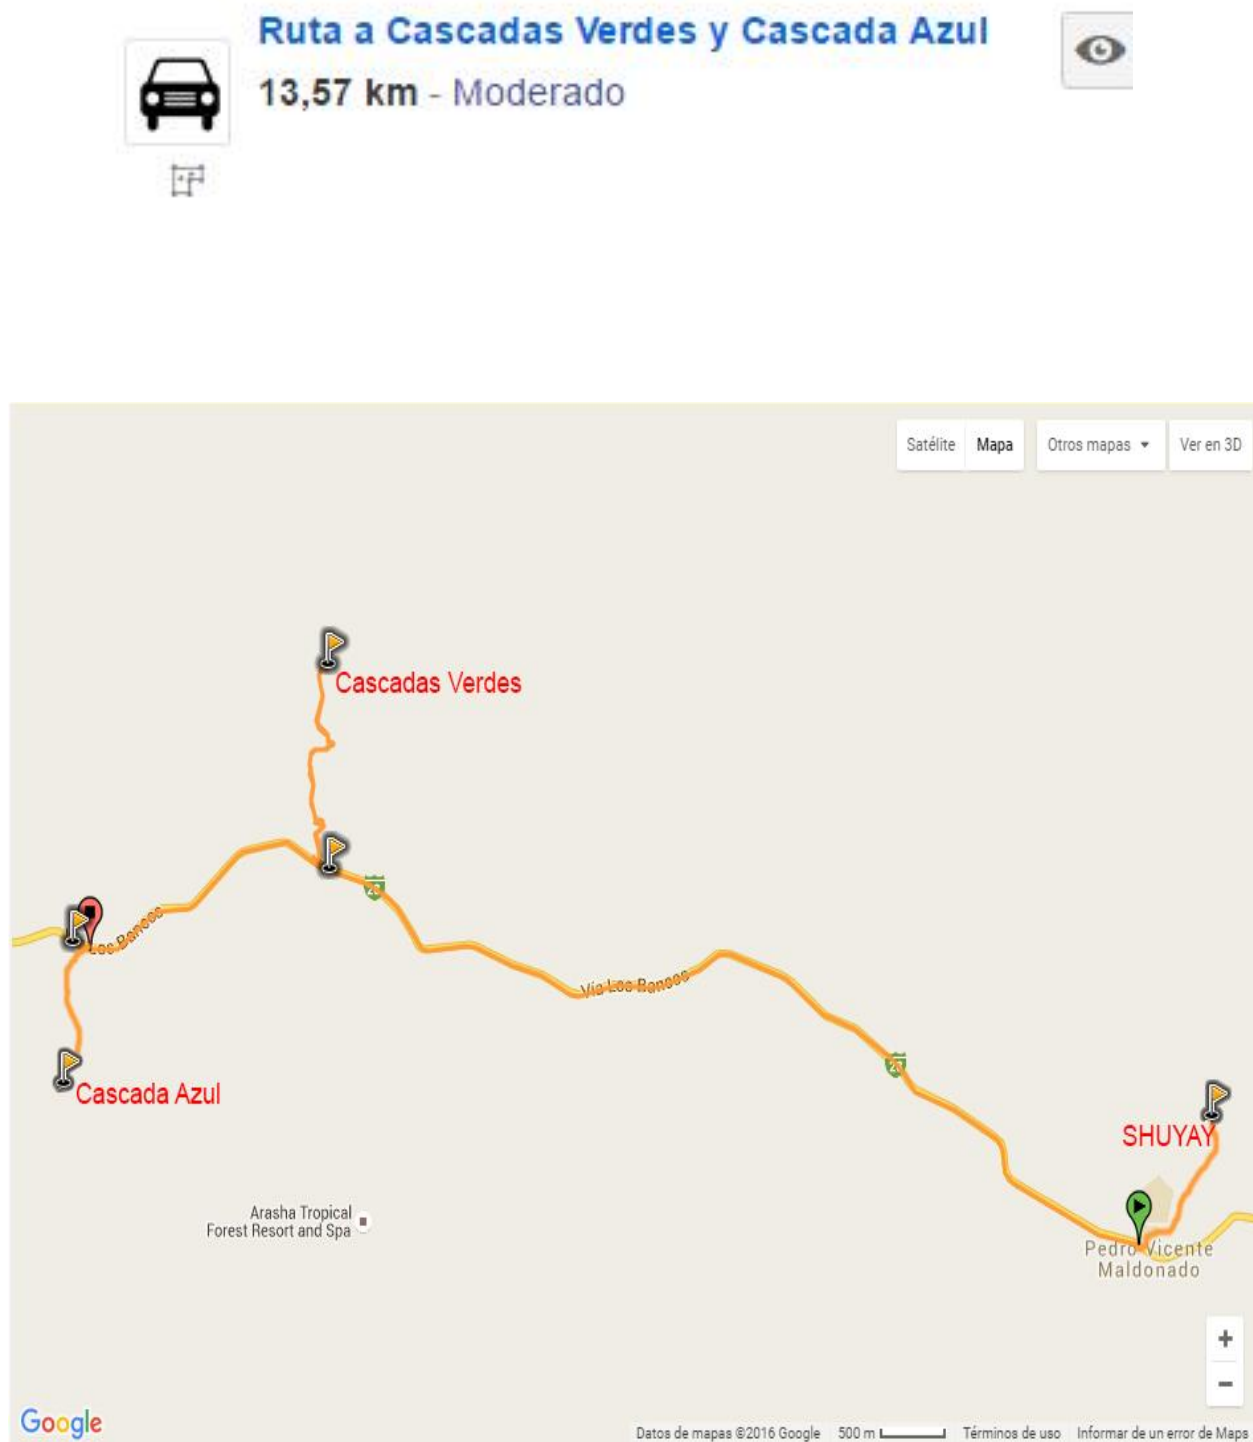 Ruta a Cascadas Verdes y Cascada Azul
13,57 km - Moderado
Satélite Mapa Otros mapas Ver en 3D
Cascadas Verdes
Los Bancos
Vía Los Bancos
Cascada Azul
SHUYAY
Arasha Tropical
Forest Resort and Spa
Pedro Vicente
Maldonado
+
−
Google
Datos de mapas ©2016 Google 500 m Términos de uso Informar de un error de Maps